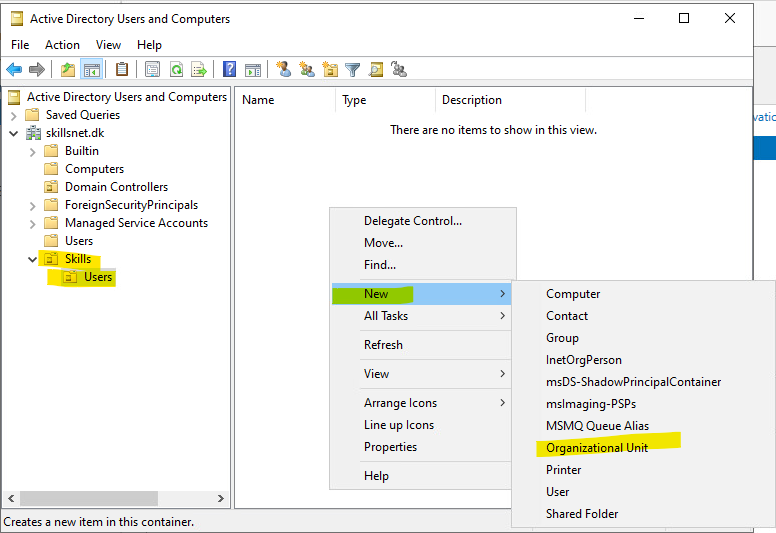 Active Directory Users and Computers
File Action View Help
Active Directory Users and Computers
Saved Queries
skillsnet.dk
Builtin
Computers
Domain Controllers
ForeignSecurityPrincipals
Managed Service Accounts
Users
Skills
Users
Name Type Description
There are no items to show in this view.
Delegate Control...
Move...
Find...
New
All Tasks
Refresh
View
Arrange Icons
Line up Icons
Properties
Help
Computer
Contact
Group
InetOrgPerson
msDS-ShadowPrincipalContainer
msImaging-PSPs
MSMQ Queue Alias
Organizational Unit
Printer
User
Shared Folder
Creates a new item in this container.